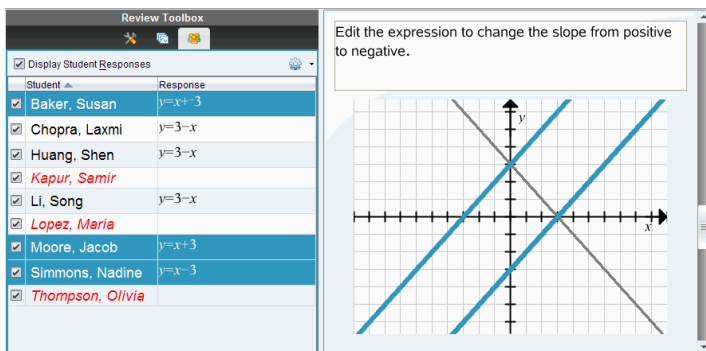 Review Toolbox
Display Student Responses
Student Response
Baker, Susan y=x+-3
Chopra, Laxmi y=3-x
Huang, Shen y=3-x
Kapur, Samir
Li, Song y=3-x
Lopez, Maria
Moore, Jacob y=x+3
Simmons, Nadine y=x-3
Thompson, Olivia
Edit the expression to change the slope from positive
to negative.
y
x